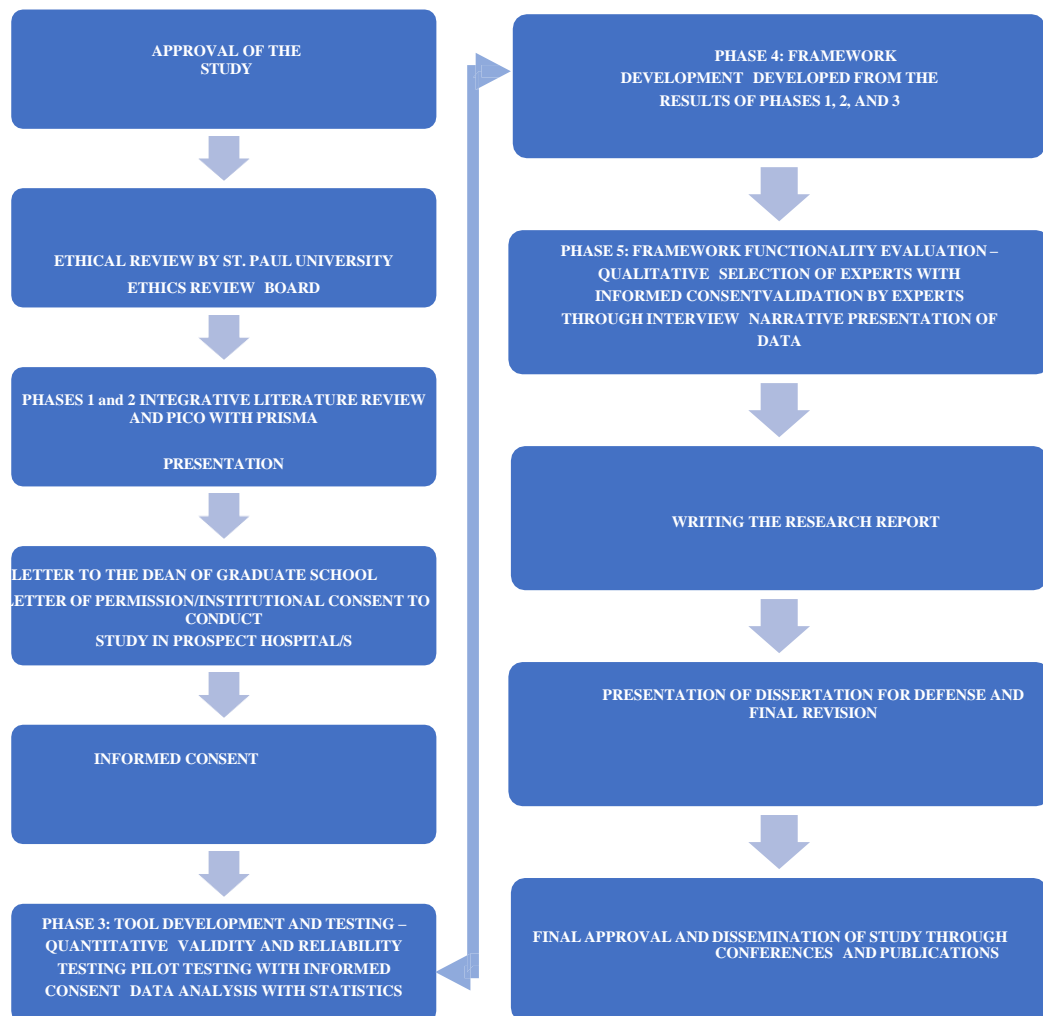 APPROVAL OF THE
STUDY
ETHICAL REVIEW BY ST. PAUL UNIVERSITY
ETHICS REVIEW BOARD
PHASES 1 and 2 INTEGRATIVE LITERATURE REVIEW
AND PICO WITH PRISMA
PRESENTATION
LETTER TO THE DEAN OF GRADUATE SCHOOL
LETTER OF PERMISSION/INSTITUTIONAL CONSENT TO
CONDUCT
STUDY IN PROSPECT HOSPITAL/S
INFORMED CONSENT
PHASE 3: TOOL DEVELOPMENT AND TESTING –
QUANTITATIVE VALIDITY AND RELIABILITY
TESTING PILOT TESTING WITH INFORMED
CONSENT DATA ANALYSIS WITH STATISTICS
PHASE 4: FRAMEWORK
DEVELOPMENT DEVELOPED FROM THE
RESULTS OF PHASES 1, 2, AND 3
PHASE 5: FRAMEWORK FUNCTIONALITY EVALUATION –
QUALITATIVE SELECTION OF EXPERTS WITH
INFORMED CONSENTVALIDATION BY EXPERTS
THROUGH INTERVIEW NARRATIVE PRESENTATION OF
DATA
WRITING THE RESEARCH REPORT
PRESENTATION OF DISSERTATION FOR DEFENSE AND
FINAL REVISION
FINAL APPROVAL AND DISSEMINATION OF STUDY THROUGH
CONFERENCES AND PUBLICATIONS